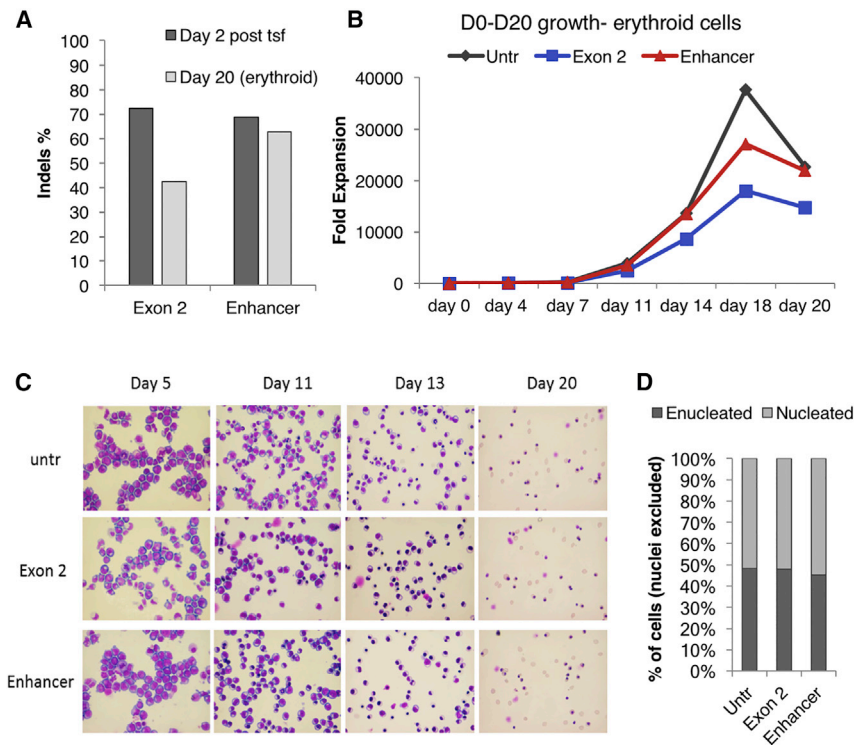 A
Day 2 post tsf
Day 20 (erythroid)
Indels %
100
90
80
70
60
50
40
30
20
10
0
Exon 2
Enhancer
B
D0-D20 growth- erythroid cells
Untr
Exon 2
Enhancer
Fold Expansion
40000
30000
20000
10000
0
day 0
day 4
day 7
day 11
day 14
day 18
day 20
C
Day 5
Day 11
Day 13
Day 20
untr
Exon 2
Enhancer
D
Enucleated
Nucleated
% of cells (nuclei excluded)
100%
90%
80%
70%
60%
50%
40%
30%
20%
10%
0%
Untr
Exon 2
Enhancer